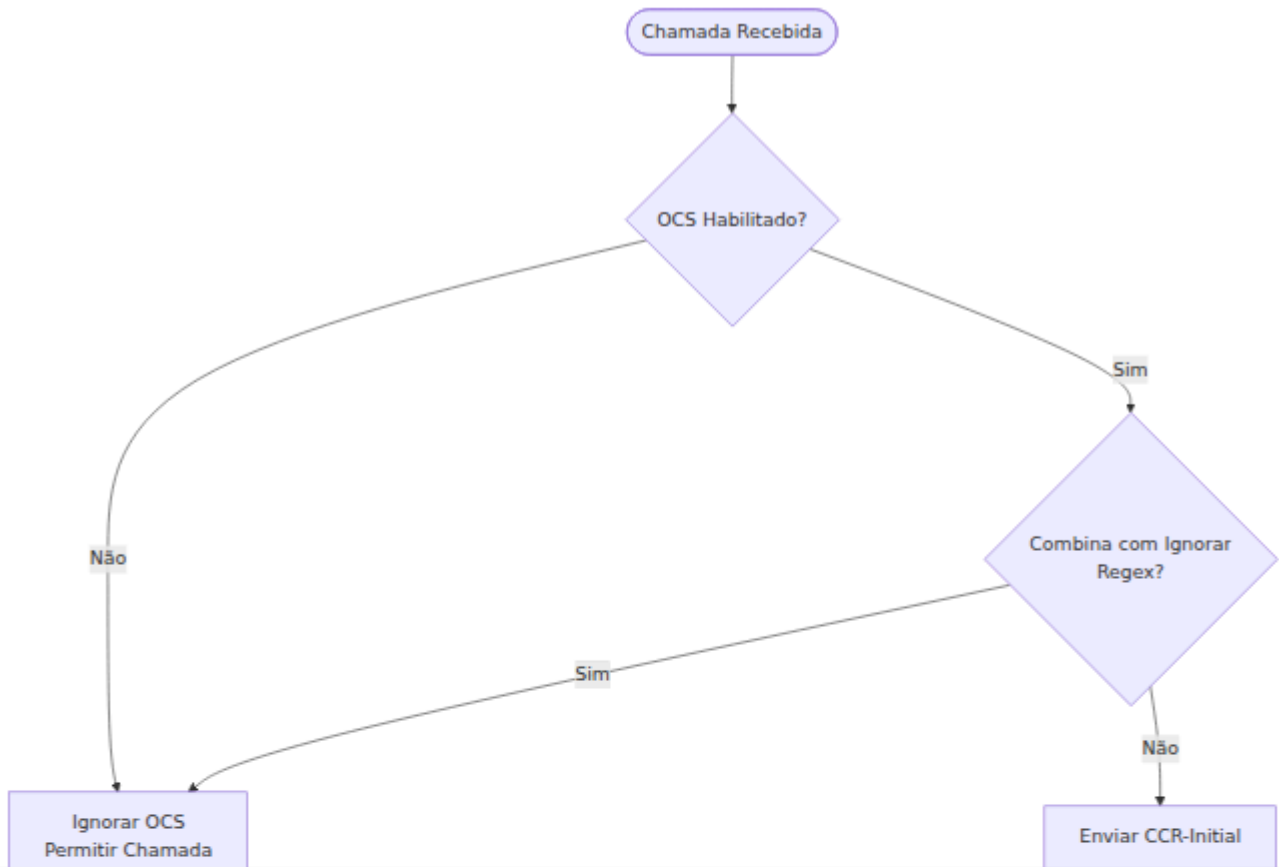 Chamada Recebida
OCS Habilitado?
Sim
Não
Combina com Ignorar
Regex?
Sim
Não
Ignorar OCS
Permitir Chamada
Enviar CCR-Initial